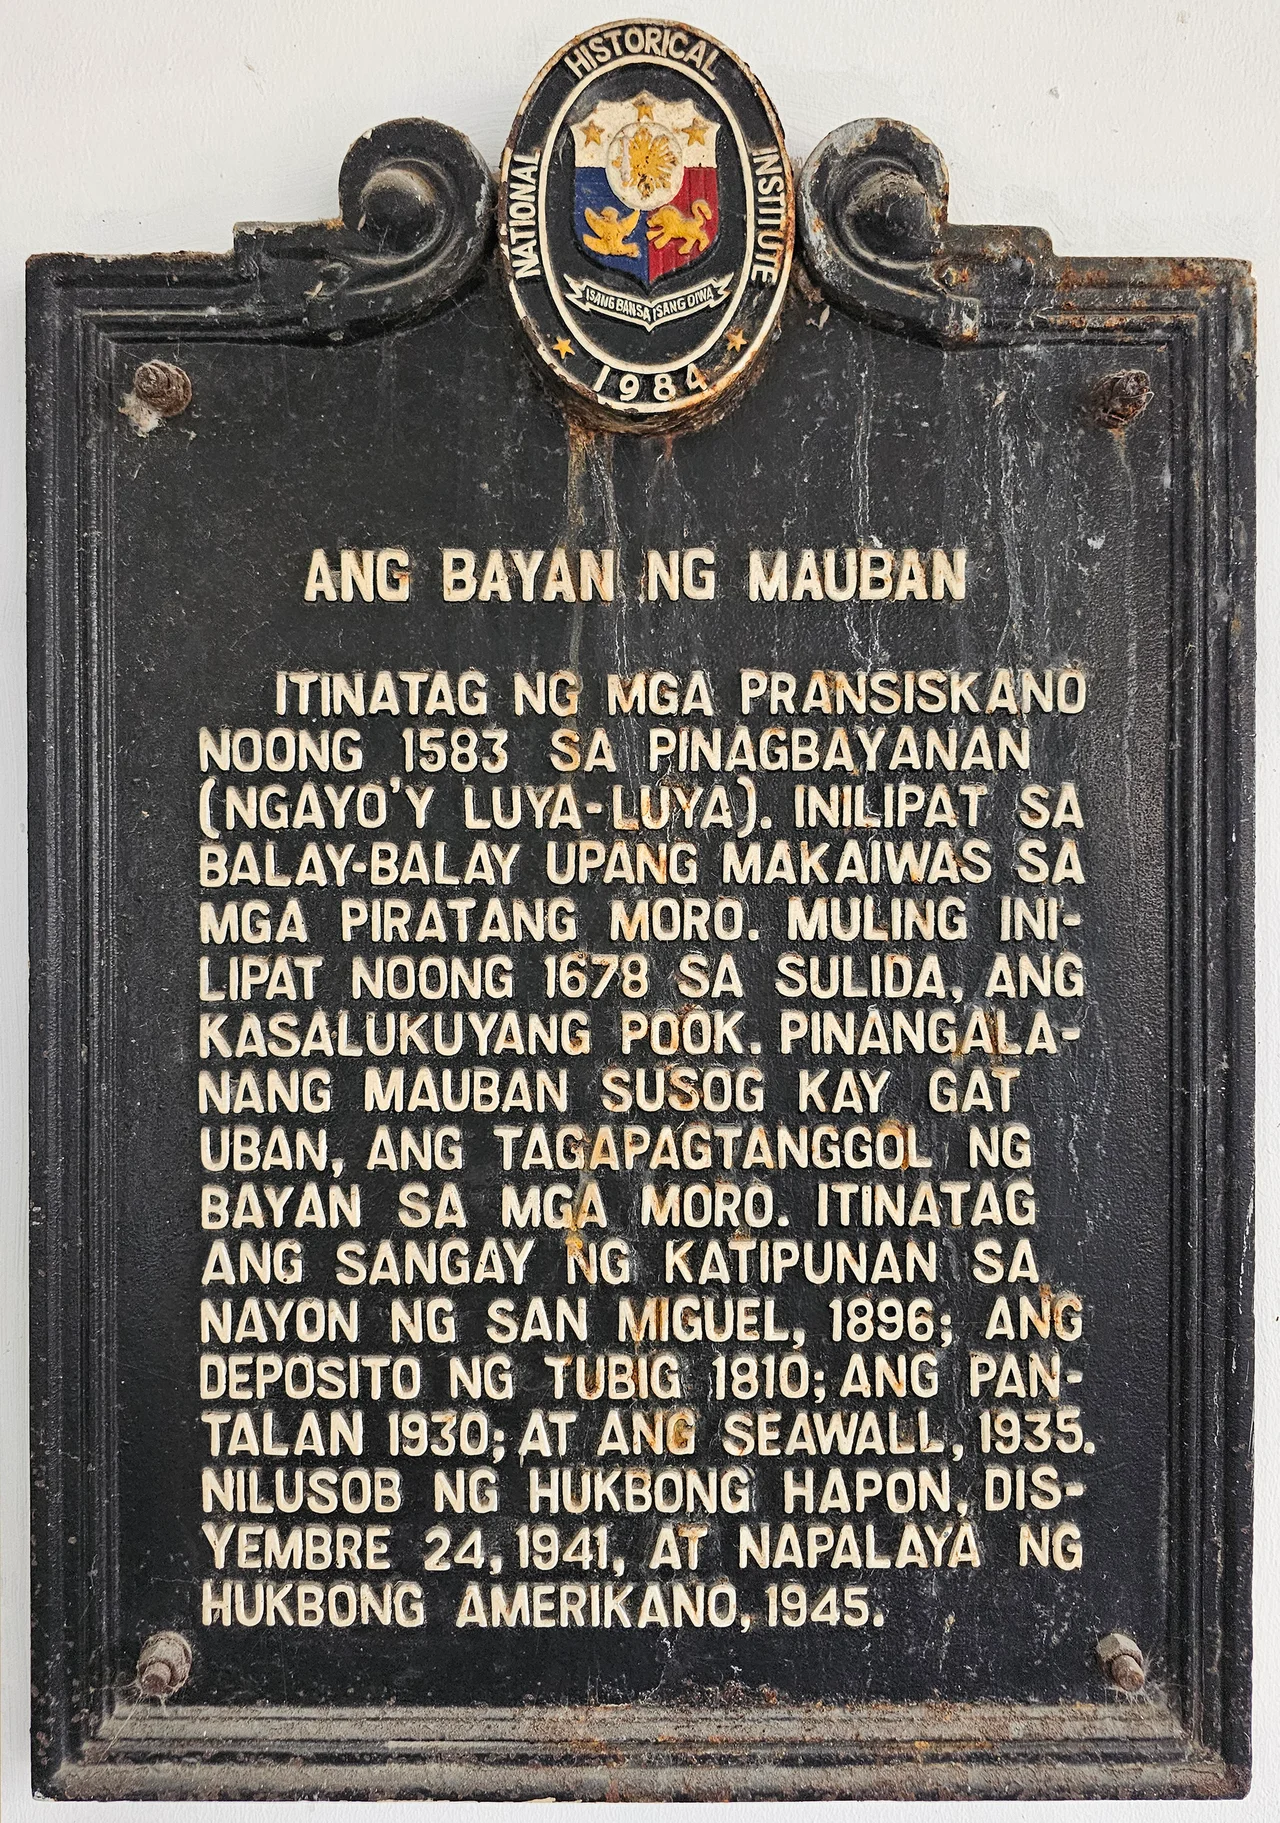 NATIONAL HISTORICAL INSTITUTE
ISANG BANSA ISANG DIWA
1984
ANG BAYAN NG MAUBAN
ITINATAG NG MGA PRANSISKANO
NOONG 1583 SA PINAGBAYANAN
(NGAYO'Y LUYA-LUYA). INILIPAT SA
BALAY-BALAY UPANG MAKAIWAS SA
MGA PIRATANG MORO. MULING INI-
LIPAT NOONG 1678 SA SULIDA, ANG
KASALUKUYANG POOK. PINANGALA-
NANG MAUBAN SUSOG KAY GAT
UBAN, ANG TAGAPAGTANGGOL NG
BAYAN SA MGA MORO. ITINATAG
ANG SANGAY NG KATIPUNAN SA
NAYON NG SAN MIGUEL, 1896; ANG
DEPOSITO NG TUBIG 1810; ANG PAN-
TALAN 1930; AT ANG SEAWALL, 1935.
NILUSOB NG HUKBONG HAPON, DIS-
YEMBRE 24, 1941, AT NAPALAYA NG
HUKBONG AMERIKANO, 1945.